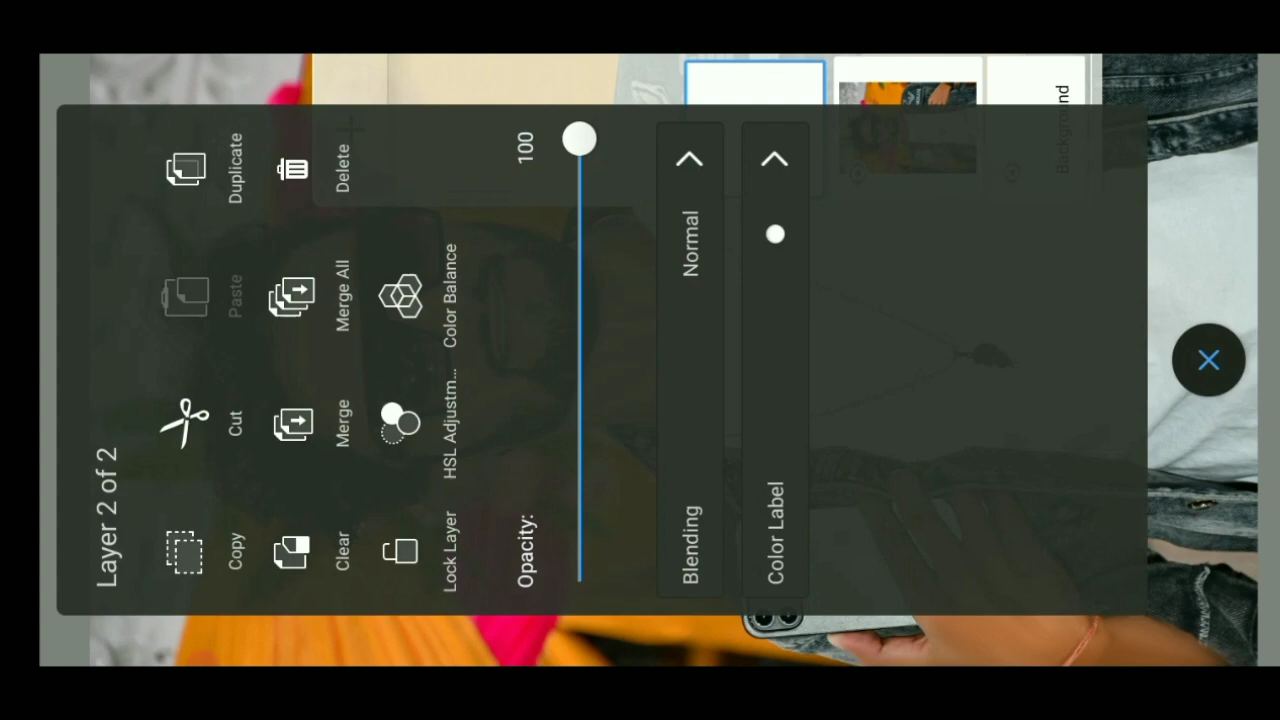 Layer 2 of 2
Copy
Cut
Paste
Duplicate
Clear
Merge
Merge All
Delete
Lock Layer
HSL Adjustm...
Color Balance
Opacity:
100
Blending
Normal
Color Label
Background